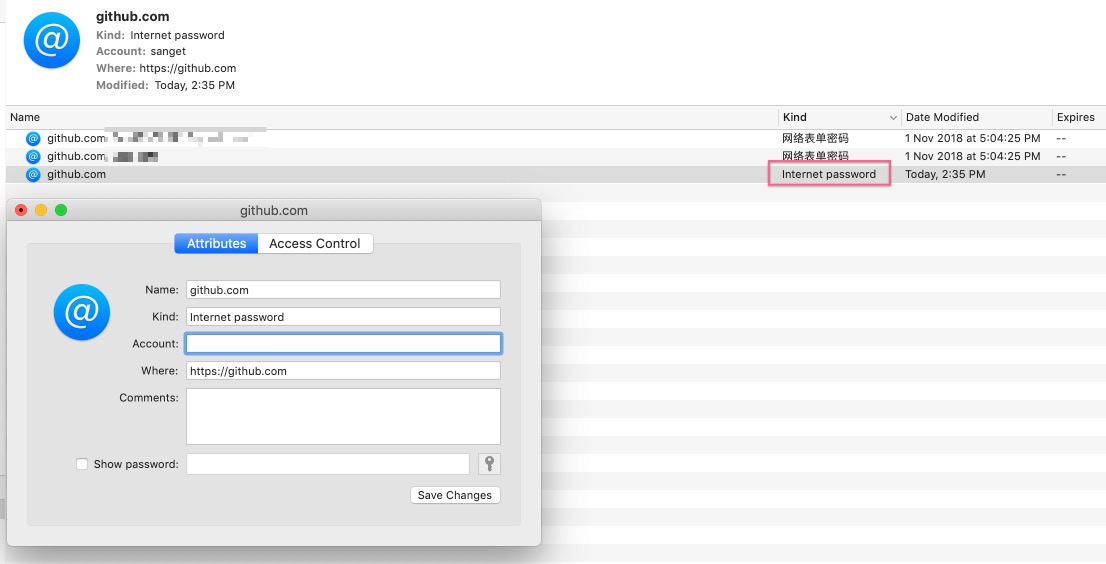 github.com
Kind: Internet password
Account: sanget
Where: https://github.com
Modified: Today, 2:35 PM
Name Kind Date Modified Expires
github.com 网络表单密码 1 Nov 2018 at 5:04:25 PM --
github.com 网络表单密码 1 Nov 2018 at 5:04:25 PM --
github.com Internet password Today, 2:35 PM --
github.com
Attributes Access Control
Name: github.com
Kind: Internet password
Account:
Where: https://github.com
Comments:
Show password:
Save Changes